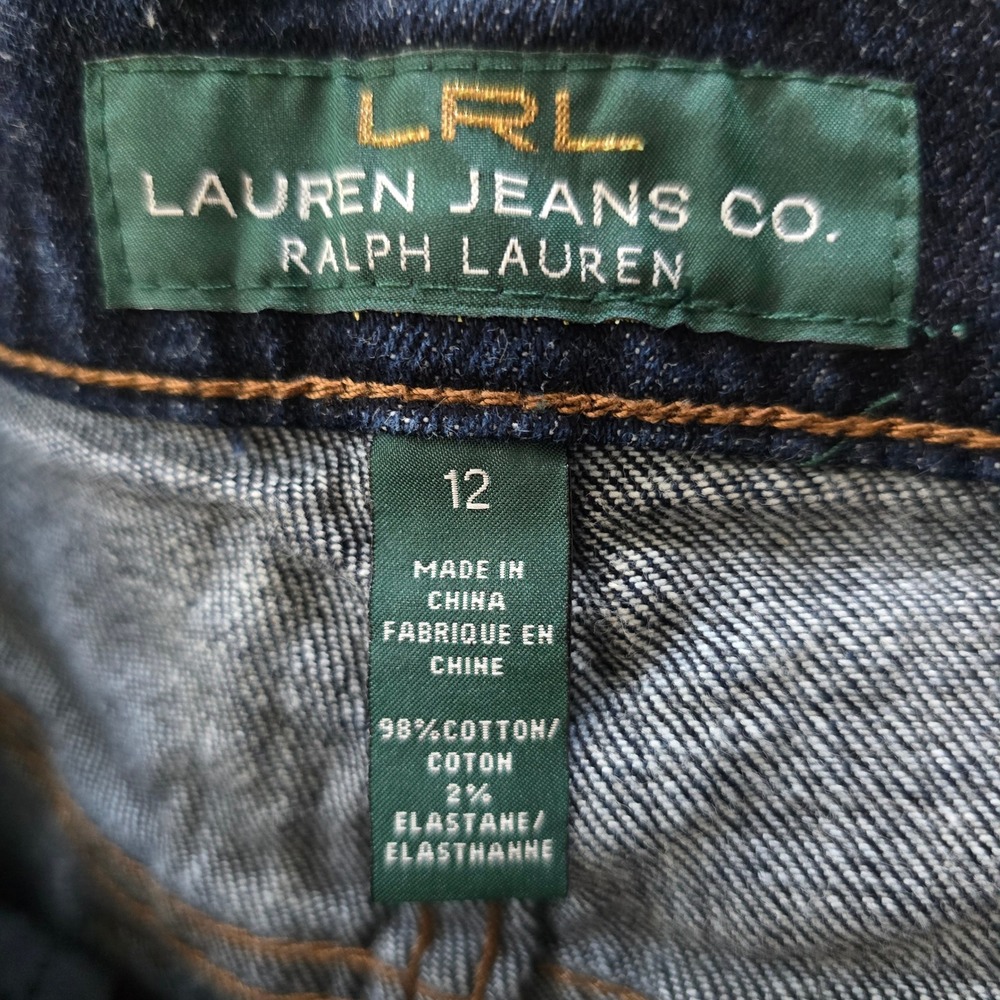 LRL
LAUREN JEANS CO.
RALPH LAUREN
12
MADE IN
CHINA
FABRIQUE EN
CHINE
98%COTTON/
COTON
2%
ELASTANE/
ELASTHANNE